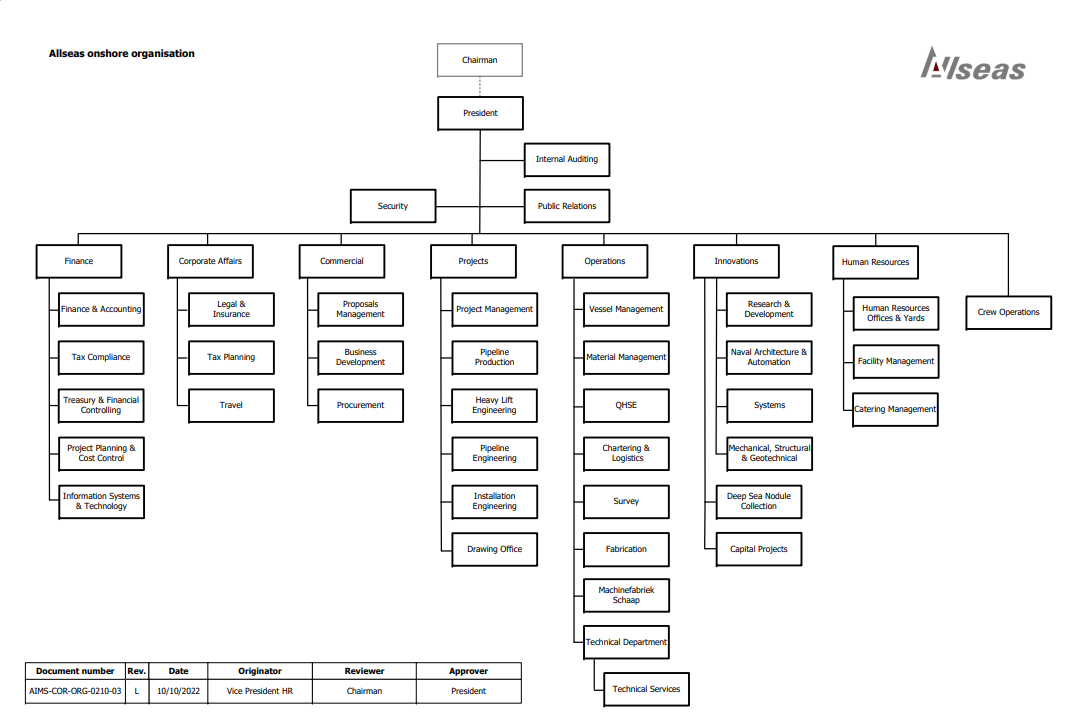 Allseas onshore organisation
Allseas
Chairman
President
Internal Auditing
Security
Public Relations
Finance
Corporate Affairs
Commercial
Projects
Operations
Innovations
Human Resources
Crew Operations
Finance & Accounting
Tax Compliance
Treasury & Financial
Controlling
Project Planning &
Cost Control
Information Systems
& Technology
Legal &
Insurance
Tax Planning
Travel
Proposals
Management
Business
Development
Procurement
Project Management
Pipeline
Production
Heavy Lift
Engineering
Pipeline
Engineering
Installation
Engineering
Drawing Office
Vessel Management
Material Management
QHSE
Chartering &
Logistics
Survey
Fabrication
Machinefabriek
Schaap
Technical Department
Technical Services
Research &
Development
Naval Architecture &
Automation
Systems
Mechanical, Structural
& Geotechnical
Deep Sea Nodule
Collection
Capital Projects
Human Resources
Offices & Yards
Facility Management
Catering Management
Document number Rev. Date Originator Reviewer Approver
AIMS-COR-ORG-0210-03 L 10/10/2022 Vice President HR Chairman President